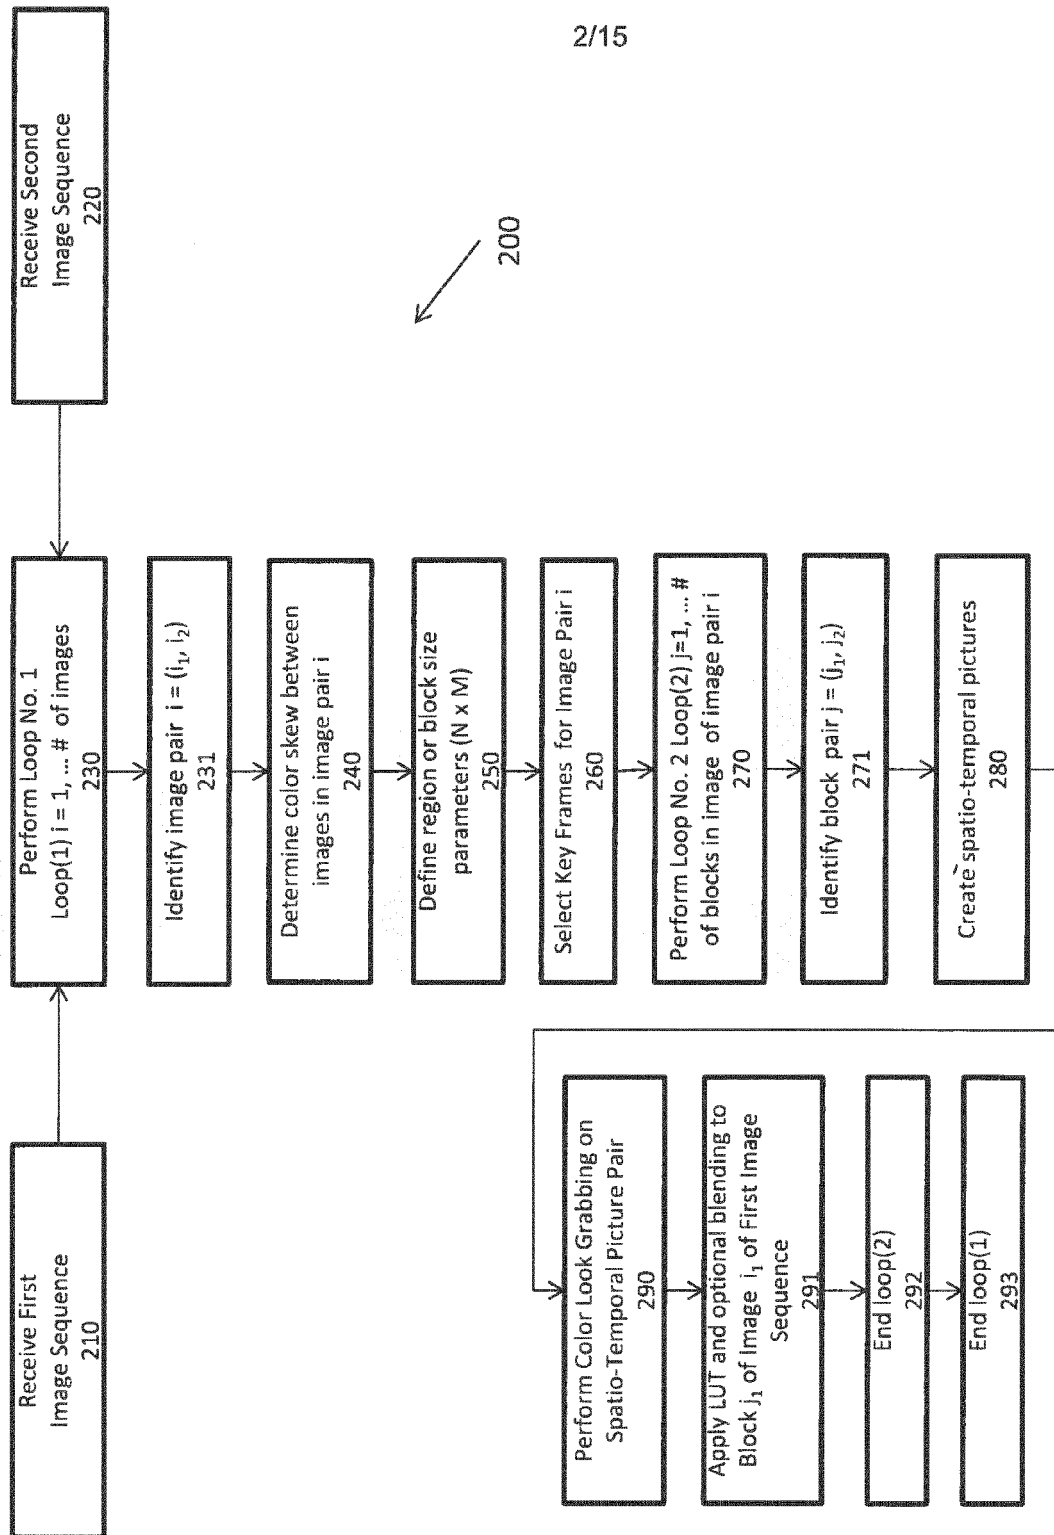 2/15
Receive First
Image Sequence
210
Receive Second
Image Sequence
220
200
Perform Loop No. 1
Loop(1) i = 1, ... # of images
230
Identify image pair i = (i₁, i₂)
231
Determine color skew between
images in image pair i
240
Define region or block size
parameters (N x M)
250
Select Key Frames for Image Pair i
260
Perform Loop No. 2 Loop(2) j=1, ... #
of blocks in image of image pair i
270
Identify block pair j = (j₁, j₂)
271
Create spatio-temporal pictures
280
Perform Color Look Grabbing on
Spatio-Temporal Picture Pair
290
Apply LUT and optional blending to
Block j₁ of Image i₁ of First Image
Sequence
291
End loop(2)
292
End loop(1)
293